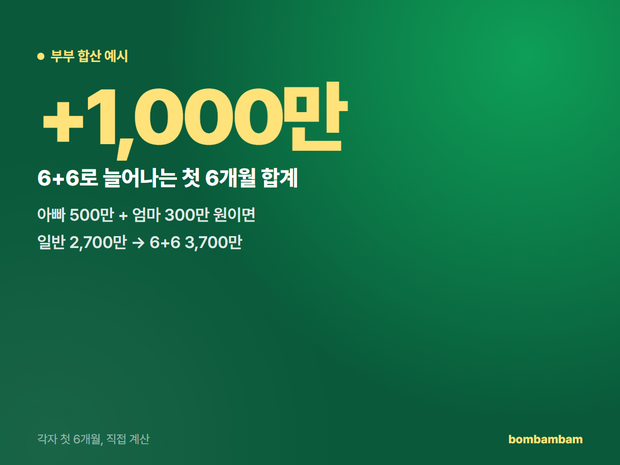 부부 합산 예시
+1,000만
6+6로 늘어나는 첫 6개월 합계
아빠 500만 + 엄마 300만 원이면
일반 2,700만 → 6+6 3,700만
각자 첫 6개월, 직접 계산
bombambam